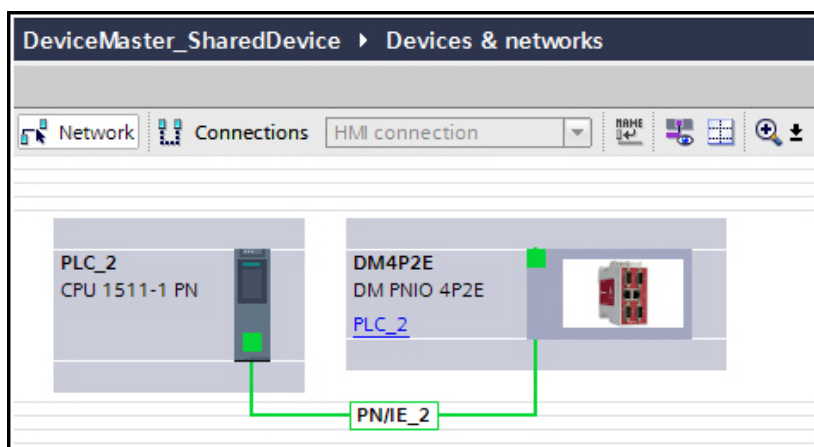 DeviceMaster_SharedDevice ▸ Devices & networks
Network Connections HMI connection NAME
PLC_2
CPU 1511-1 PN
DM4P2E
DM PNIO 4P2E
PLC_2
PN/IE_2